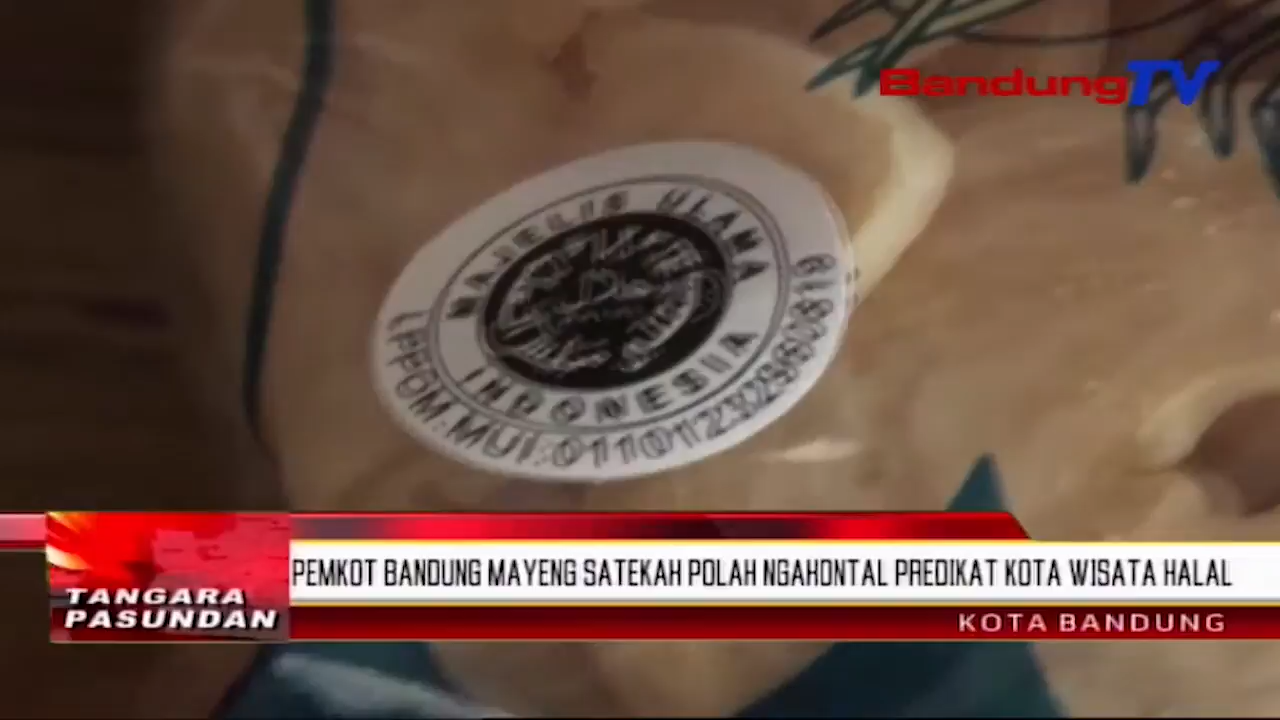 BandungTV
MAJELIS ULAMA
INDONESIA
LPPOM.MUI:
PEMKOT BANDUNG MAYENG SATEKAH POLAH NGAHONTAL PREDIKAT KOTA WISATA HALAL
TANGARA
PASUNDAN
KOTA BANDUNG